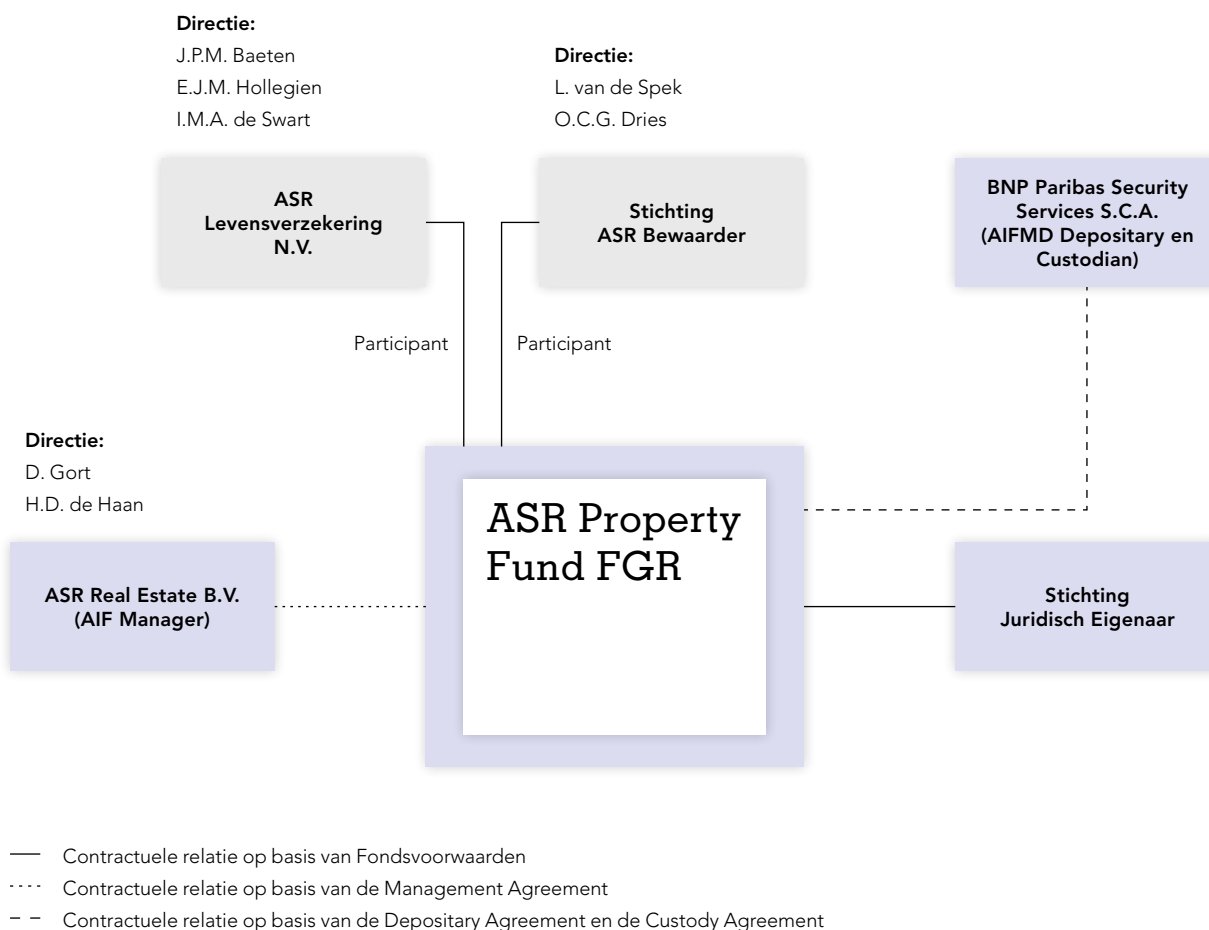 Directie:
J.P.M. Baeten
E.J.M. Hollegien
I.M.A. de Swart
Directie:
L. van de Spek
O.C.G. Dries
ASR
Levensverzekering
N.V.
Stichting
ASR Bewaarder
BNP Paribas Security
Services S.C.A.
(AIFMD Depositary en
Custodian)
Participant
Participant
Directie:
D. Gort
H.D. de Haan
ASR Real Estate B.V.
(AIF Manager)
ASR Property
Fund FGR
Stichting
Juridisch Eigenaar
Contractuele relatie op basis van Fondsvoorwaarden
Contractuele relatie op basis van de Management Agreement
Contractuele relatie op basis van de Depositary Agreement en de Custody Agreement